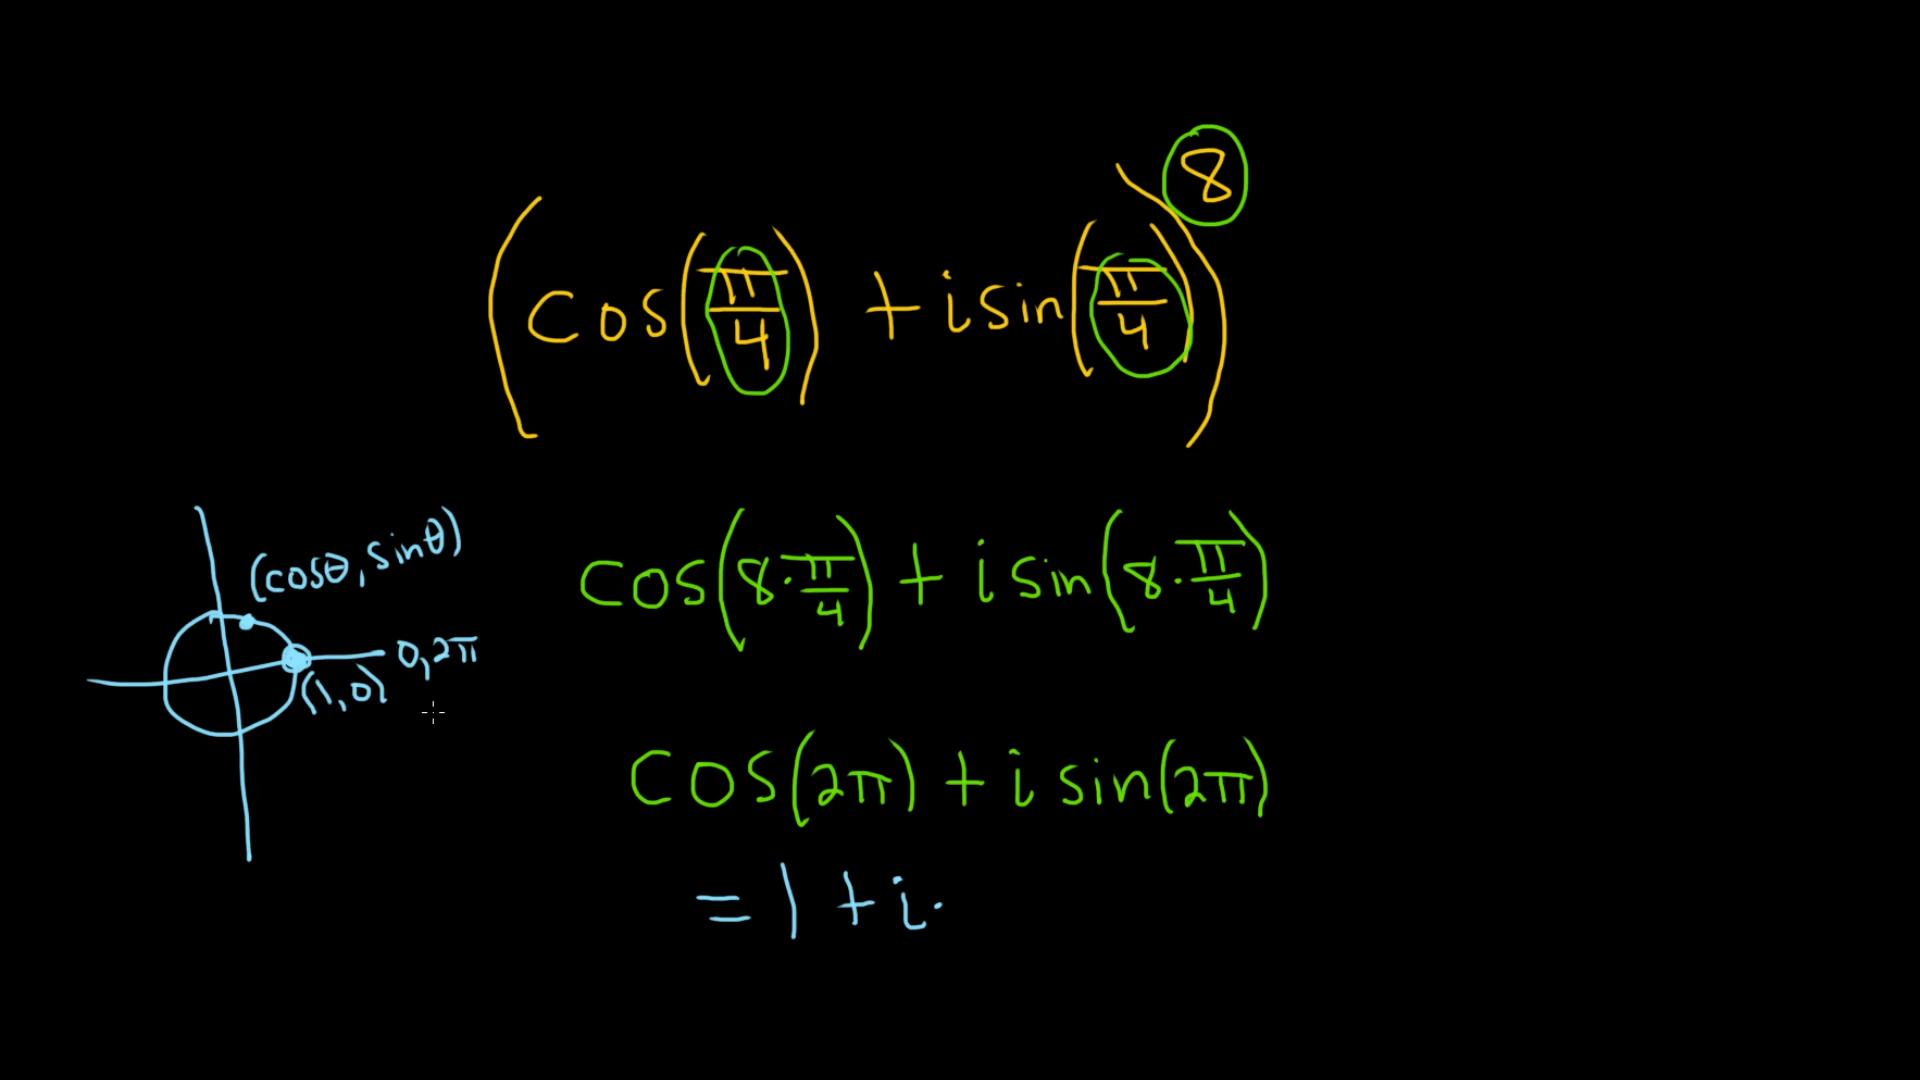 (cos(π/4) + i sin(π/4))^8
(cosθ, sinθ)
cos(8·π/4) + i sin(8·π/4)
0, 2π
(1, 0)
cos(2π) + i sin(2π)
= 1 + i·